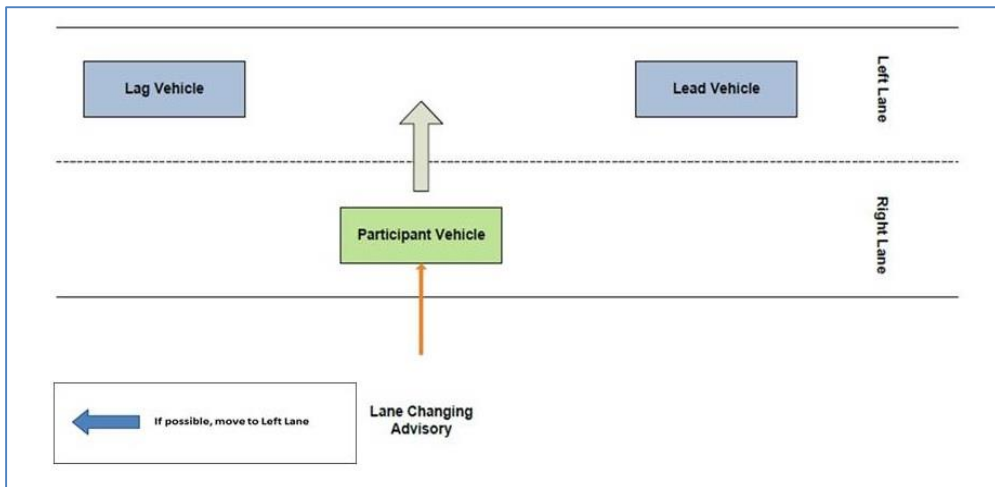 Lag Vehicle
Lead Vehicle
Left Lane
Participant Vehicle
Right Lane
If possible, move to Left Lane
Lane Changing
Advisory